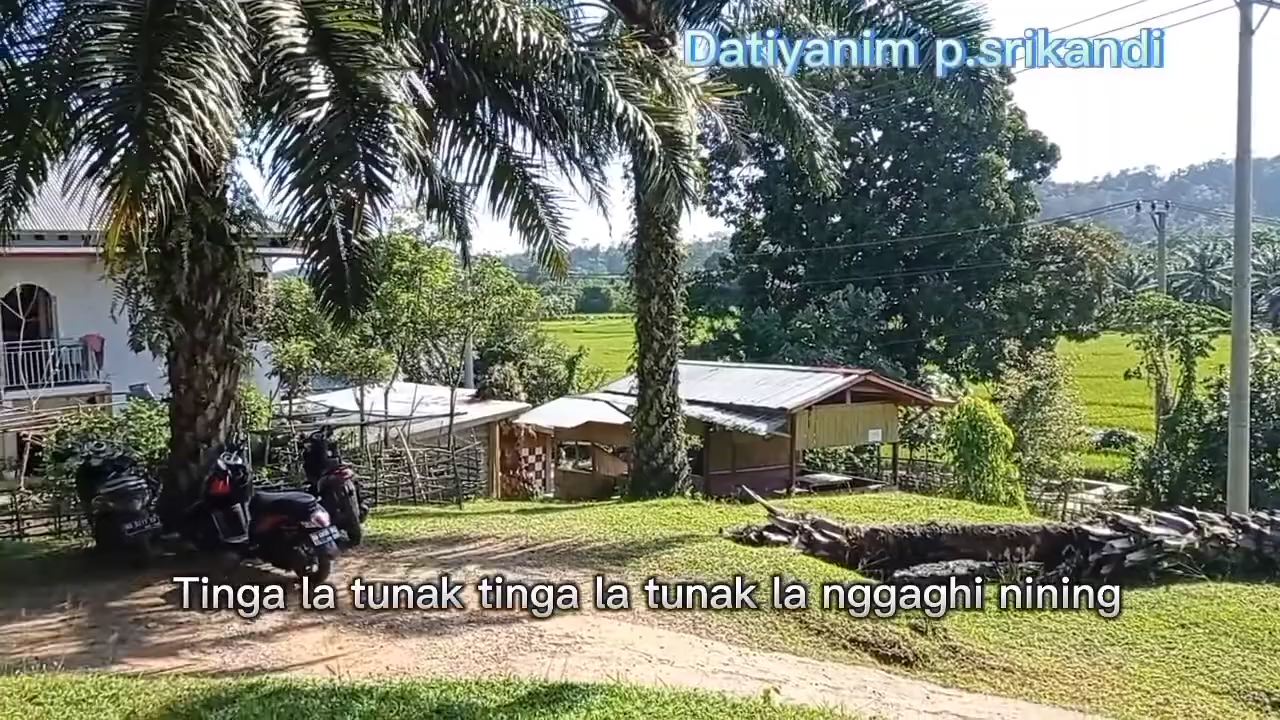 Datiyanim p.srikandi
Tinga la tunak tinga la tunak la nggaghi nining